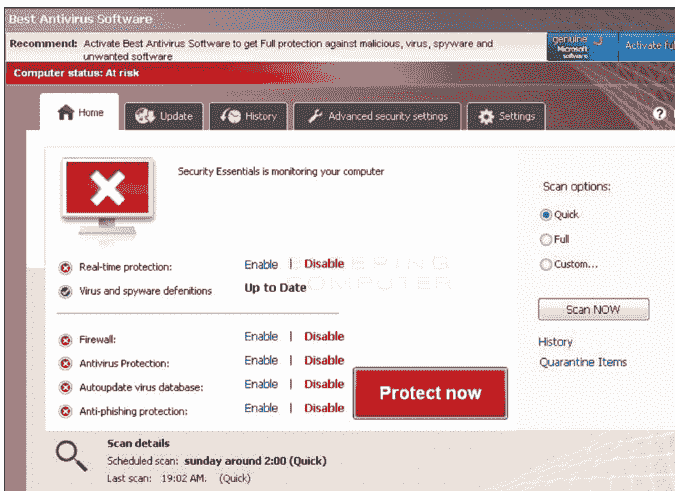 Best Antivirus Software
Recommend: Activate Best Antivirus Software to get Full protection against malicious, virus, spyware and
unwanted software
genuine
Microsoft
software
Activate Ful
Computer status: At risk
Home
Update
History
Advanced security settings
Settings
?
Security Essentials is monitoring your computer
Scan options:
Quick
Full
Custom...
Scan NOW
History
Quarantine Items
Real-time protection: Enable | Disable
BLEEPING
COMPUTER
Virus and spyware defenitions Up to Date
Firewall: Enable | Disable
Antivirus Protection: Enable | Disable
Autoupdate virus database: Enable | Disable
Anti-phishing protection: Enable | Disable
Protect now
Scan details
Scheduled scan: sunday around 2:00 (Quick)
Last scan: 19:02 AM. (Quick)